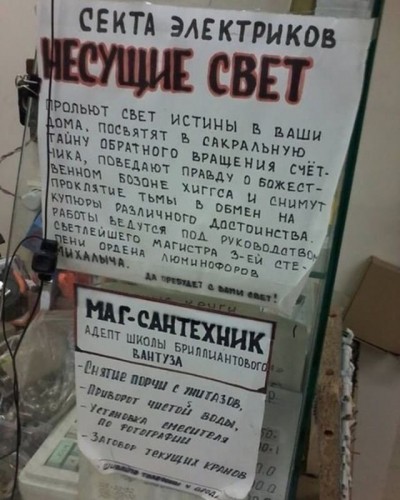 СЕКТА ЭЛЕКТРИКОВ
НЕСУЩИЕ СВЕТ
ПРОЛЬЮТ СВЕТ ИСТИНЫ В ВАШИ
ДОМА, ПОСВЯТЯТ В САКРАЛЬНУЮ
ТАЙНУ ОБРАТНОГО ВРАЩЕНИЯ СЧЁТ-
ЧИКА, ПОВЕДАЮТ ПРАВДУ О БОЖЕСТ-
ВЕННОМ БОЗОНЕ ХИГГСА И СНИМУТ
ПРОКЛЯТИЕ ТЬМЫ В ОБМЕН НА
КУПЮРЫ РАЗЛИЧНОГО ДОСТОИНСТВА.
РАБОТЫ ВЕДУТСЯ ПОД РУКОВОДСТВОМ
СВЕТЛЕЙШЕГО МАГИСТРА 3-ЕЙ СТЕ-
ПЕНИ ОРДЕНА ЛЮМИНОФОРОВ
МИХАЛЫЧА.
ДА ПРЕБУДЕТ С ВАМИ СВЕТ!
МАГ-САНТЕХНИК
АДЕПТ ШКОЛЫ БРИЛЛИАНТОВОГО
ВАНТУЗА
- СНЯТИЕ ПОРЧИ С УНИТАЗОВ,
- ПРИВОРОТ ЧИСТОЙ ВОДЫ,
- УСТАНОВКА СМЕСИТЕЛЯ
ПО ФОТОГРАФИИ
- ЗАГОВОР ТЕКУЩИХ КРАНОВ